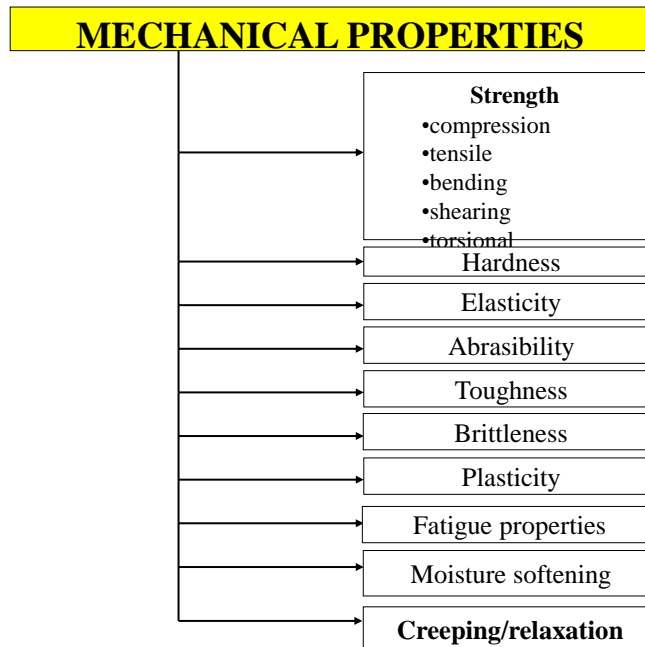 MECHANICAL PROPERTIES
Strength
•compression
•tensile
•bending
•shearing
•torsional
Hardness
Elasticity
Abrasibility
Toughness
Brittleness
Plasticity
Fatigue properties
Moisture softening
Creeping/relaxation